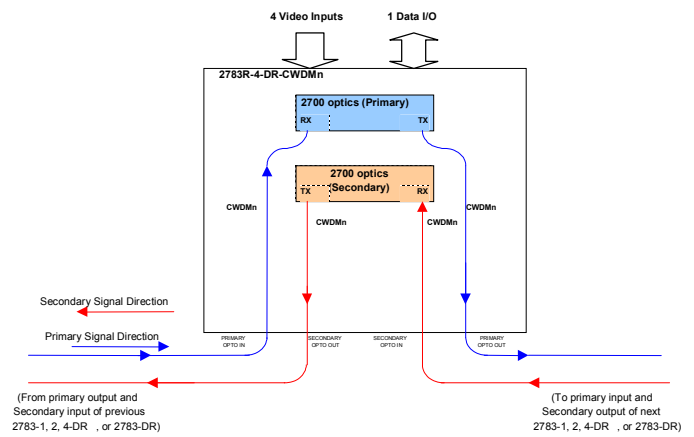 4 Video Inputs
1 Data I/O
2783R-4-DR-CWDMn
2700 optics (Primary)
RX
TX
2700 optics
(Secondary)
TX
RX
CWDMn
CWDMn
CWDMn
CWDMn
Secondary Signal Direction
Primary Signal Direction
PRIMARY
OPTO IN
SECONDARY
OPTO OUT
SECONDARY
OPTO IN
PRIMARY
OPTO OUT
(From primary output and
Secondary input of previous
2783-1, 2, 4-DR , or 2783-DR)
(To primary input and
Secondary output of next
2783-1, 2, 4-DR , or 2783-DR)